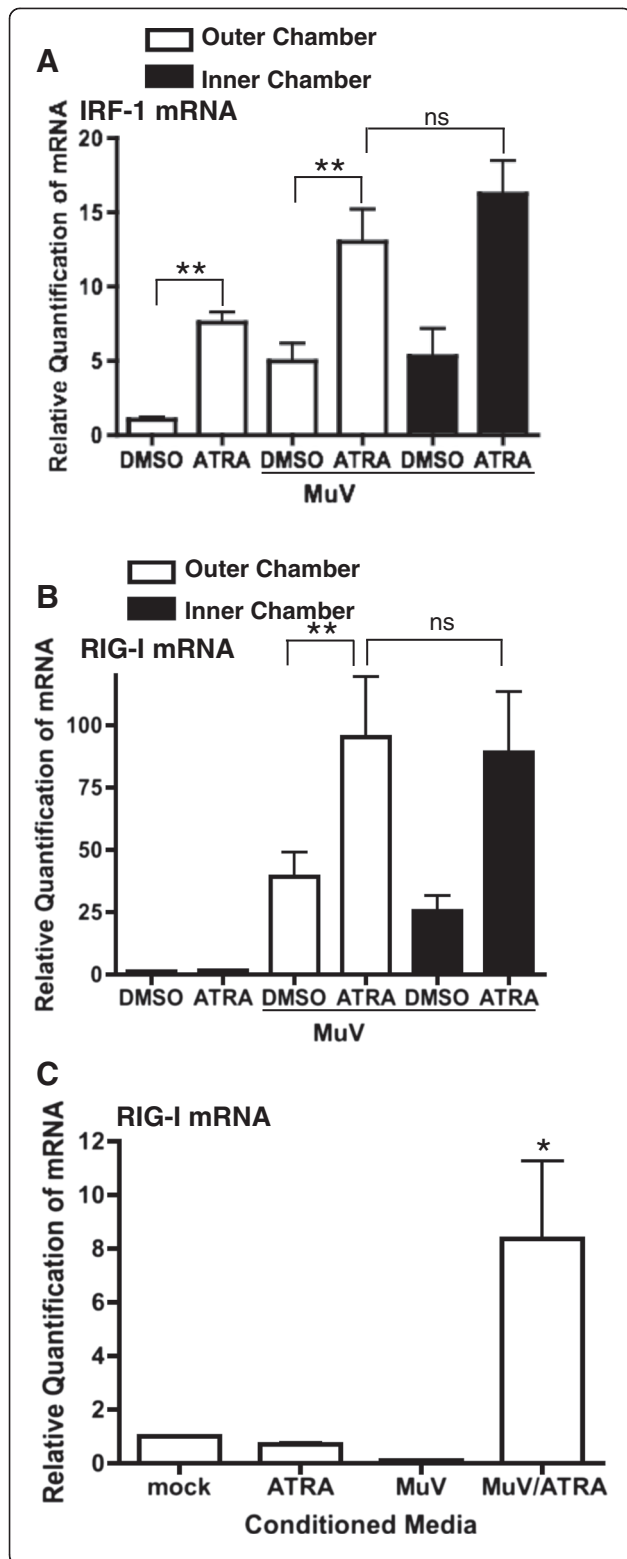 A
Outer Chamber
Inner Chamber
IRF-1 mRNA
Relative Quantification of mRNA
20
15
10
5
0
**
**
ns
DMSO ATRA DMSO ATRA DMSO ATRA
MuV
B
Outer Chamber
Inner Chamber
RIG-I mRNA
Relative Quantification of mRNA
100
75
50
25
0
**
ns
DMSO ATRA DMSO ATRA DMSO ATRA
MuV
C
RIG-I mRNA
Relative Quantification of mRNA
12
10
8
6
4
2
0
*
mock ATRA MuV MuV/ATRA
Conditioned Media